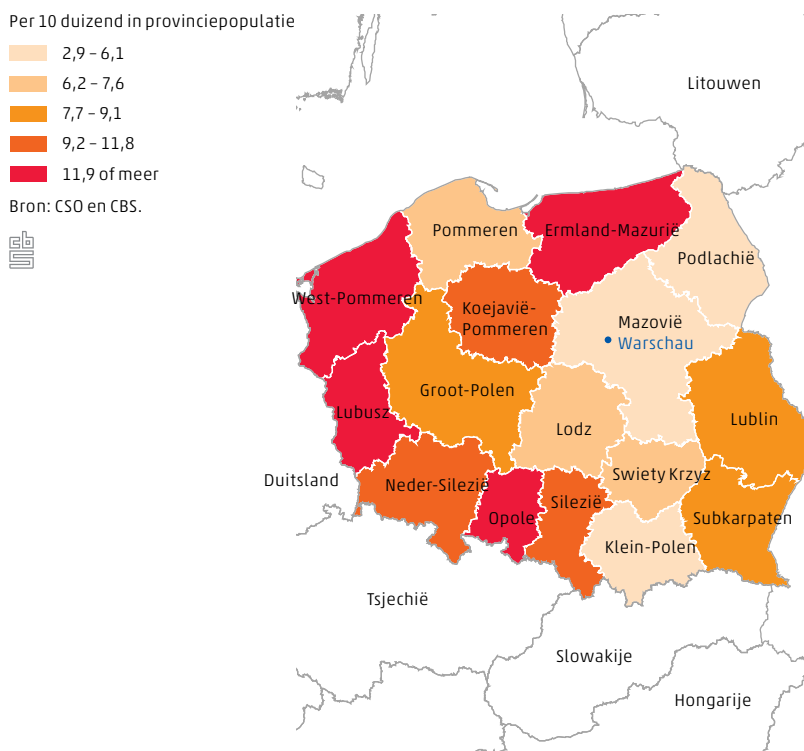 Per 10 duizend in provinciepopulatie
2,9 – 6,1
6,2 – 7,6
7,7 – 9,1
9,2 – 11,8
11,9 of meer
Bron: CSO en CBS.
cbs
Litouwen
Pommeren
Ermland-Mazurië
Podlachië
West-Pommeren
Koejavië-
Pommeren
Mazovië
Warschau
Groot-Polen
Lubusz
Lodz
Lublin
Duitsland
Neder-Silezië
Swiety Krzyz
Silezië
Opole
Subkarpaten
Klein-Polen
Tsjechië
Slowakije
Hongarije